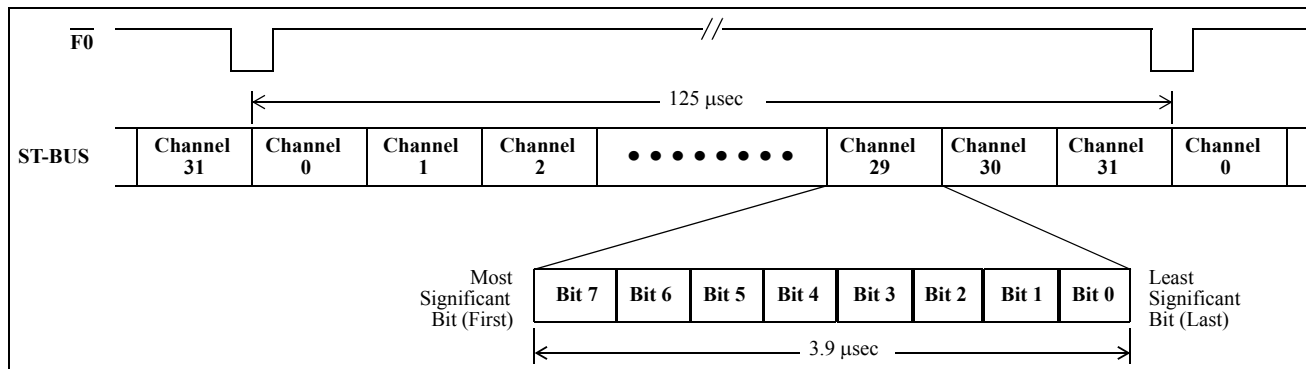 F0
125 µsec
ST-BUS
Channel 31
Channel 0
Channel 1
Channel 2
Channel 29
Channel 30
Channel 31
Channel 0
Most Significant Bit (First)
Bit 7
Bit 6
Bit 5
Bit 4
Bit 3
Bit 2
Bit 1
Bit 0
Least Significant Bit (Last)
3.9 µsec